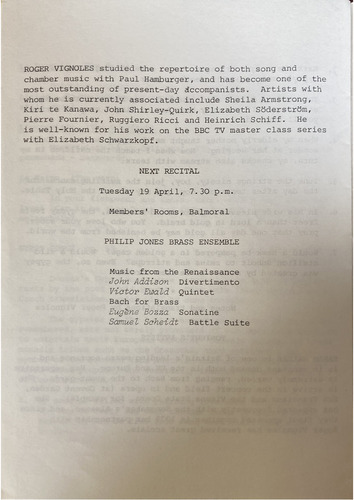 ROGER VIGNOLES studied the repertoire of both song and
chamber music with Paul Hamburger, and has become one of the
most outstanding of present-day accompanists. Artists with
whom he is currently associated include Sheila Armstrong,
Kiri te Kanawa, John Shirley-Quirk, Elizabeth Söderström,
Pierre Fournier, Ruggiero Ricci and Heinrich Schiff. He
is well-known for his work on the BBC TV master class series
with Elizabeth Schwarzkopf.
NEXT RECITAL
Tuesday 19 April, 7.30 p.m.
Members' Rooms, Balmoral
PHILIP JONES BRASS ENSEMBLE
Music from the Renaissance
John Addison Divertimento
Victor Ewald Quintet
Bach for Brass
Eugène Bozza Sonatine
Samuel Scheidt Battle Suite